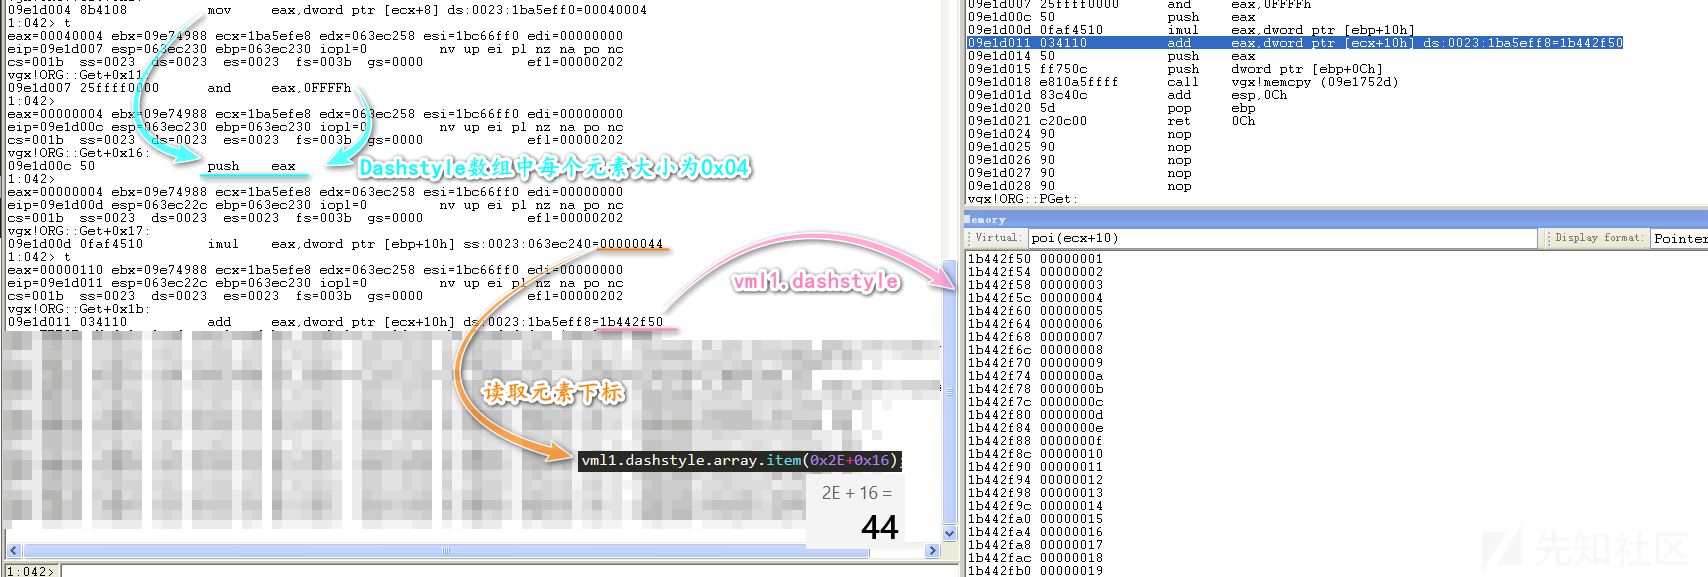 09e1d004 8b4108 mov eax,dword ptr [ecx+8] ds:0023:1ba5eff0=00040004
1:042> t
eax=00040004 ebx=09e74988 ecx=1ba5efe8 edx=063ec258 esi=1bc66ff0 edi=00000000
eip=09e1d007 esp=063ec230 ebp=063ec230 iopl=0 nv up ei pl nz na po nc
cs=001b ss=0023 ds=0023 es=0023 fs=003b gs=0000 efl=00000202
vgx!ORG::Get+0x11:
09e1d007 25ffff0000 and eax,0FFFFh
1:042>
eax=00000004 ebx=09e74988 ecx=1ba5efe8 edx=063ec258 esi=1bc66ff0 edi=00000000
eip=09e1d00c esp=063ec230 ebp=063ec230 iopl=0 nv up ei pl nz na po nc
cs=001b ss=0023 ds=0023 es=0023 fs=003b gs=0000 efl=00000202
vgx!ORG::Get+0x16:
09e1d00c 50 push eax
1:042>
Dashstyle数组中每个元素大小为0x04
eax=00000004 ebx=09e74988 ecx=1ba5efe8 edx=063ec258 esi=1bc66ff0 edi=00000000
eip=09e1d00d esp=063ec22c ebp=063ec230 iopl=0 nv up ei pl nz na po nc
cs=001b ss=0023 ds=0023 es=0023 fs=003b gs=0000 efl=00000202
vgx!ORG::Get+0x17:
09e1d00d 0faf4510 imul eax,dword ptr [ebp+10h] ss:0023:063ec240=00000044
1:042> t
eax=00000110 ebx=09e74988 ecx=1ba5efe8 edx=063ec258 esi=1bc66ff0 edi=00000000
eip=09e1d011 esp=063ec22c ebp=063ec230 iopl=0 nv up ei pl nz na po nc
cs=001b ss=0023 ds=0023 es=0023 fs=003b gs=0000 efl=00000202
vgx!ORG::Get+0x1b:
09e1d011 034110 add eax,dword ptr [ecx+10h] ds:0023:1ba5eff8=1b442f50
vml1.dashstyle
读取元素下标
vml1.dashstyle.array.item(0x2E+0x16);
2E + 16 =
44
1:042>
09e1d007 25ffff0000 and eax,0FFFFh
09e1d00c 50 push eax
09e1d00d 0faf4510 imul eax,dword ptr [ebp+10h]
09e1d011 034110 add eax,dword ptr [ecx+10h] ds:0023:1ba5eff8=1b442f50
09e1d014 50 push eax
09e1d015 ff750c push dword ptr [ebp+0Ch]
09e1d018 e810a5ffff call vgx!memcpy (09e1752d)
09e1d01d 83c40c add esp,0Ch
09e1d020 5d pop ebp
09e1d021 c20c00 ret 0Ch
09e1d024 90 nop
09e1d025 90 nop
09e1d026 90 nop
09e1d027 90 nop
09e1d028 90 nop
vgx!ORG::PGet:
Memory
Virtual: poi(ecx+10) Display format: Pointer
1b442f50 00000001
1b442f54 00000002
1b442f58 00000003
1b442f5c 00000004
1b442f60 00000005
1b442f64 00000006
1b442f68 00000007
1b442f6c 00000008
1b442f70 00000009
1b442f74 0000000a
1b442f78 0000000b
1b442f7c 0000000c
1b442f80 0000000d
1b442f84 0000000e
1b442f88 0000000f
1b442f8c 00000010
1b442f90 00000011
1b442f94 00000012
1b442f98 00000013
1b442f9c 00000014
1b442fa0 00000015
1b442fa4 00000016
1b442fa8 00000017
1b442fac 00000018
1b442fb0 00000019
先知社区